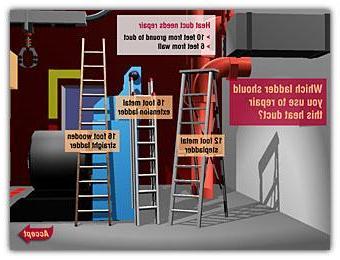 Heat duct needs repair
> 10 feet from ground to duct
> 6 feet from wall
Which ladder should
you use to repair
this heat duct?
16 foot wooden
straight ladder
16 foot metal
extension ladder
12 foot metal
stepladder
Accept